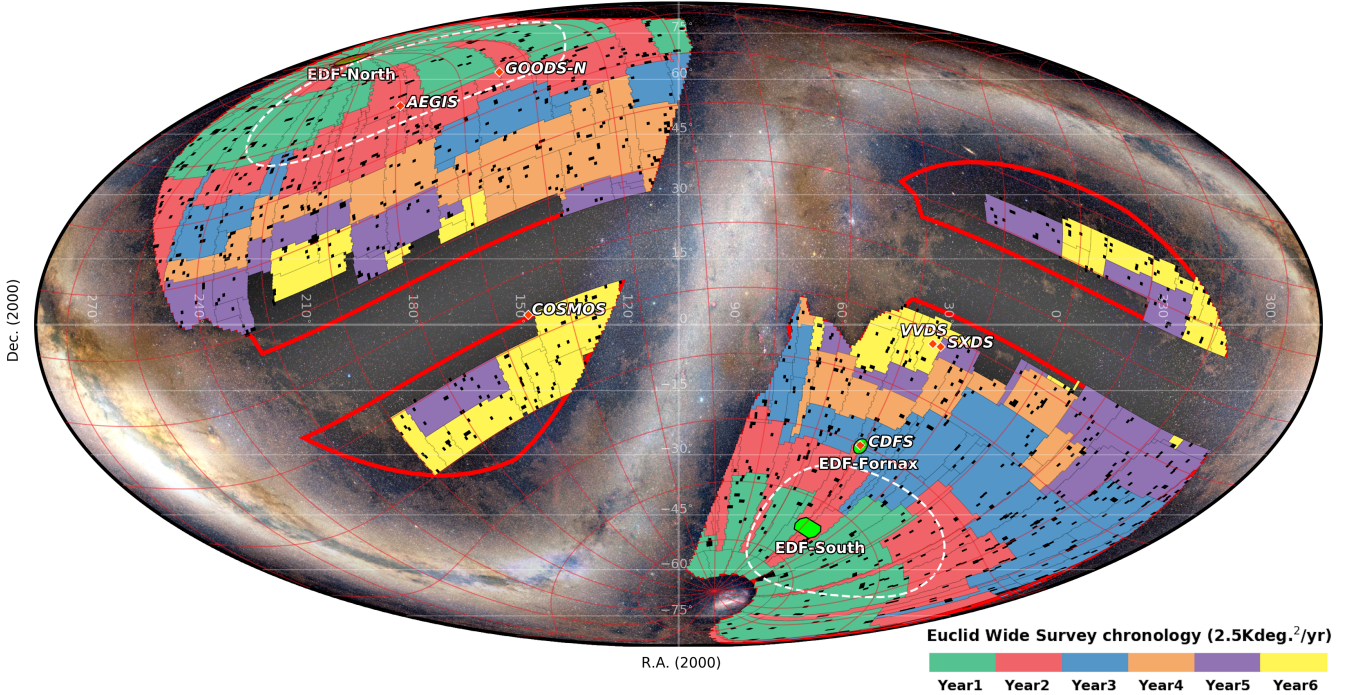 75°
60°
45°
30°
15
0
−15
−30.
−45°
−60°
−75°
270
240
210°
180°
150°
120°
90°
60°
30
0°
330
300
EDF-North
GOODS-N
AEGIS
COSMOS
VVDS
SXDS
CDFS
EDF-Fornax
EDF-South
Dec. (2000)
R.A. (2000)
Euclid Wide Survey chronology (2.5Kdeg.²/yr)
Year1 Year2 Year3 Year4 Year5 Year6